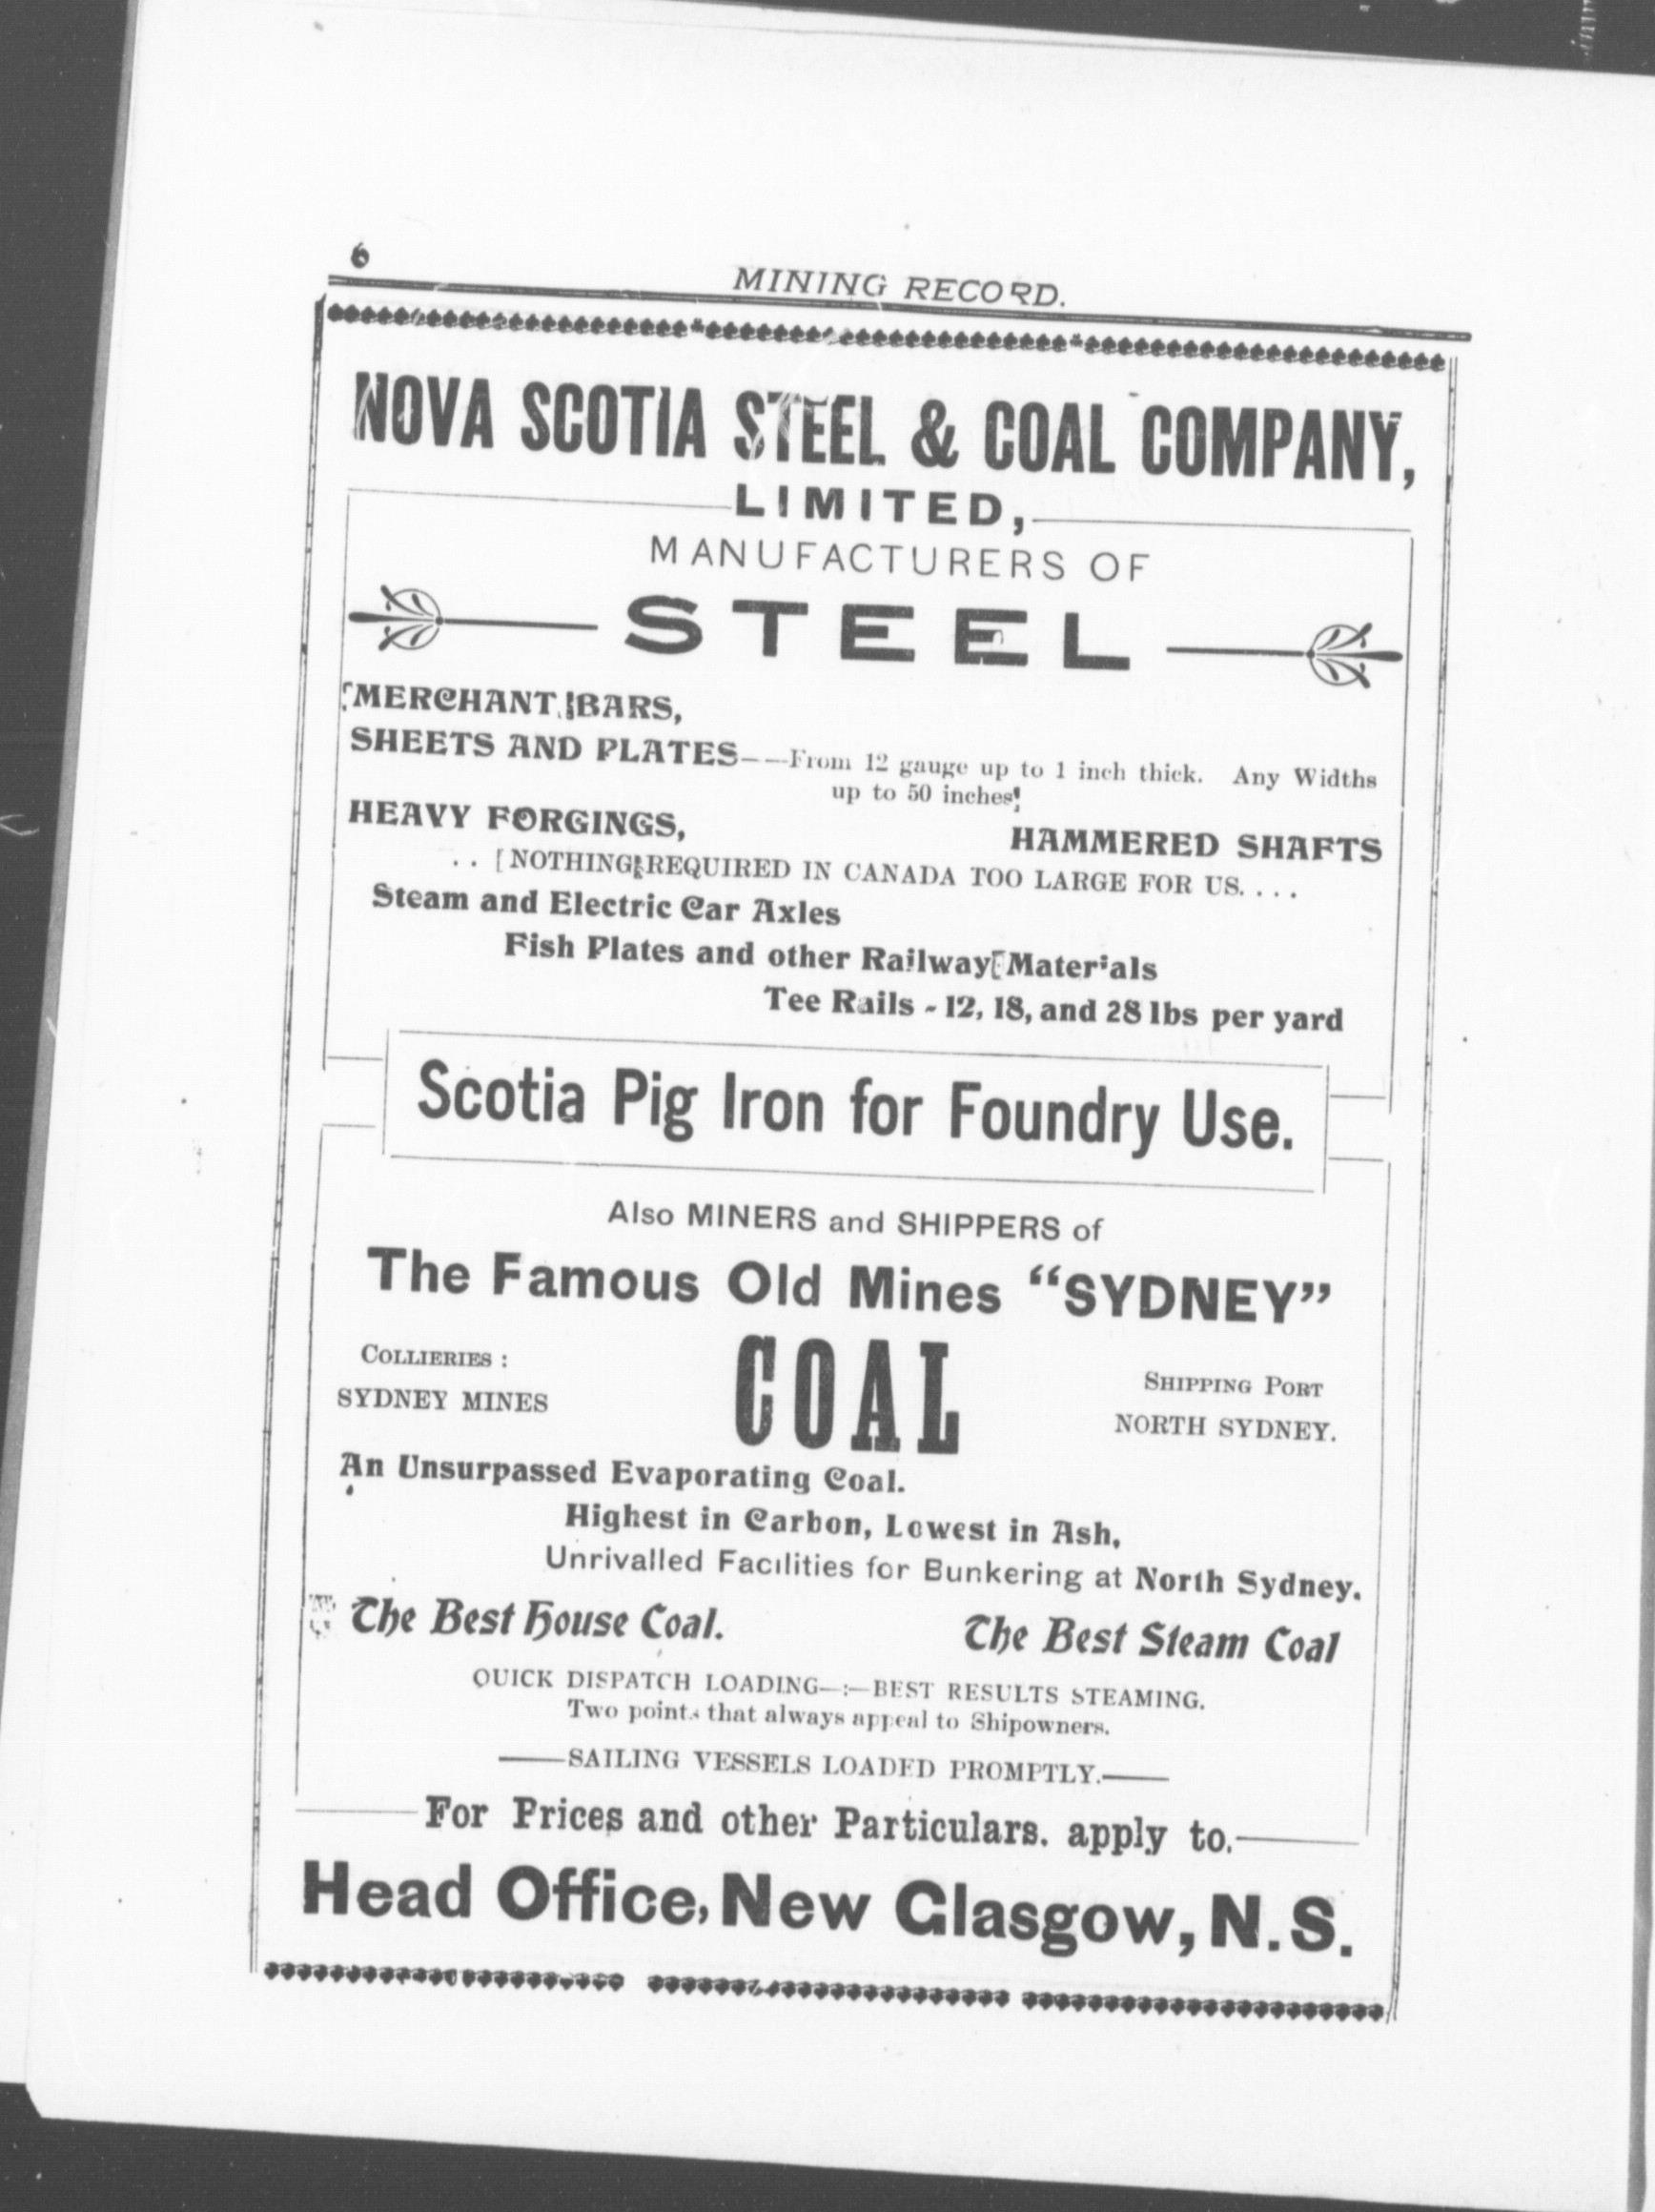 6
MINING RECORD.
NOVA SCOTIA STEEL & COAL COMPANY,
LIMITED,
MANUFACTURERS OF
STEEL
MERCHANT BARS,
SHEETS AND PLATES——From 12 gauge up to 1 inch thick. Any Widths
up to 50 inches.
HEAVY FORGINGS, HAMMERED SHAFTS
. . NOTHING REQUIRED IN CANADA TOO LARGE FOR US. . . .
Steam and Electric Car Axles
Fish Plates and other Railway Materials
Tee Rails - 12, 18, and 28 lbs per yard
Scotia Pig Iron for Foundry Use.
Also MINERS and SHIPPERS of
The Famous Old Mines “SYDNEY”
COLLIERIES :
SYDNEY MINES
COAL
SHIPPING PORT
NORTH SYDNEY.
An Unsurpassed Evaporating Coal.
Highest in Carbon, Lowest in Ash,
Unrivalled Facilities for Bunkering at North Sydney.
The Best House Coal. The Best Steam Coal
QUICK DISPATCH LOADING—:—BEST RESULTS STEAMING.
Two points that always appeal to Shipowners.
——SAILING VESSELS LOADED PROMPTLY.——
For Prices and other Particulars. apply to.
Head Office, New Glasgow, N.S.